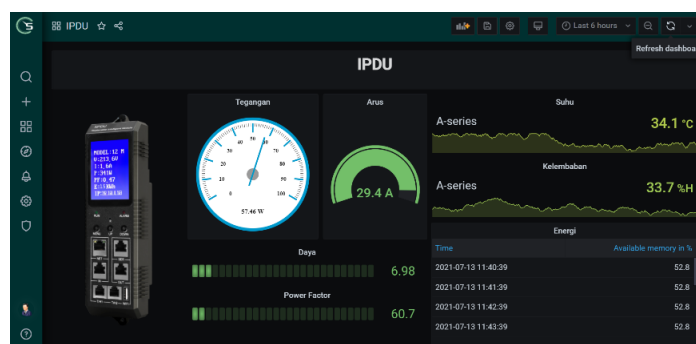 IPDU
Last 6 hours
Refresh dashboa
IPDU
Tegangan
0
10
20
30
40
50
60
70
80
90
100
57.46 W
Arus
29.4 A
Suhu
A-series
34.1 °C
Kelembaban
A-series
33.7 %H
Daya
6.98
Power Factor
60.7
Energi
Time Available memory in %
2021-07-13 11:40:39 52.8
2021-07-13 11:41:39 52.8
2021-07-13 11:42:39 52.8
2021-07-13 11:43:39 52.8
MODEL:1Z M